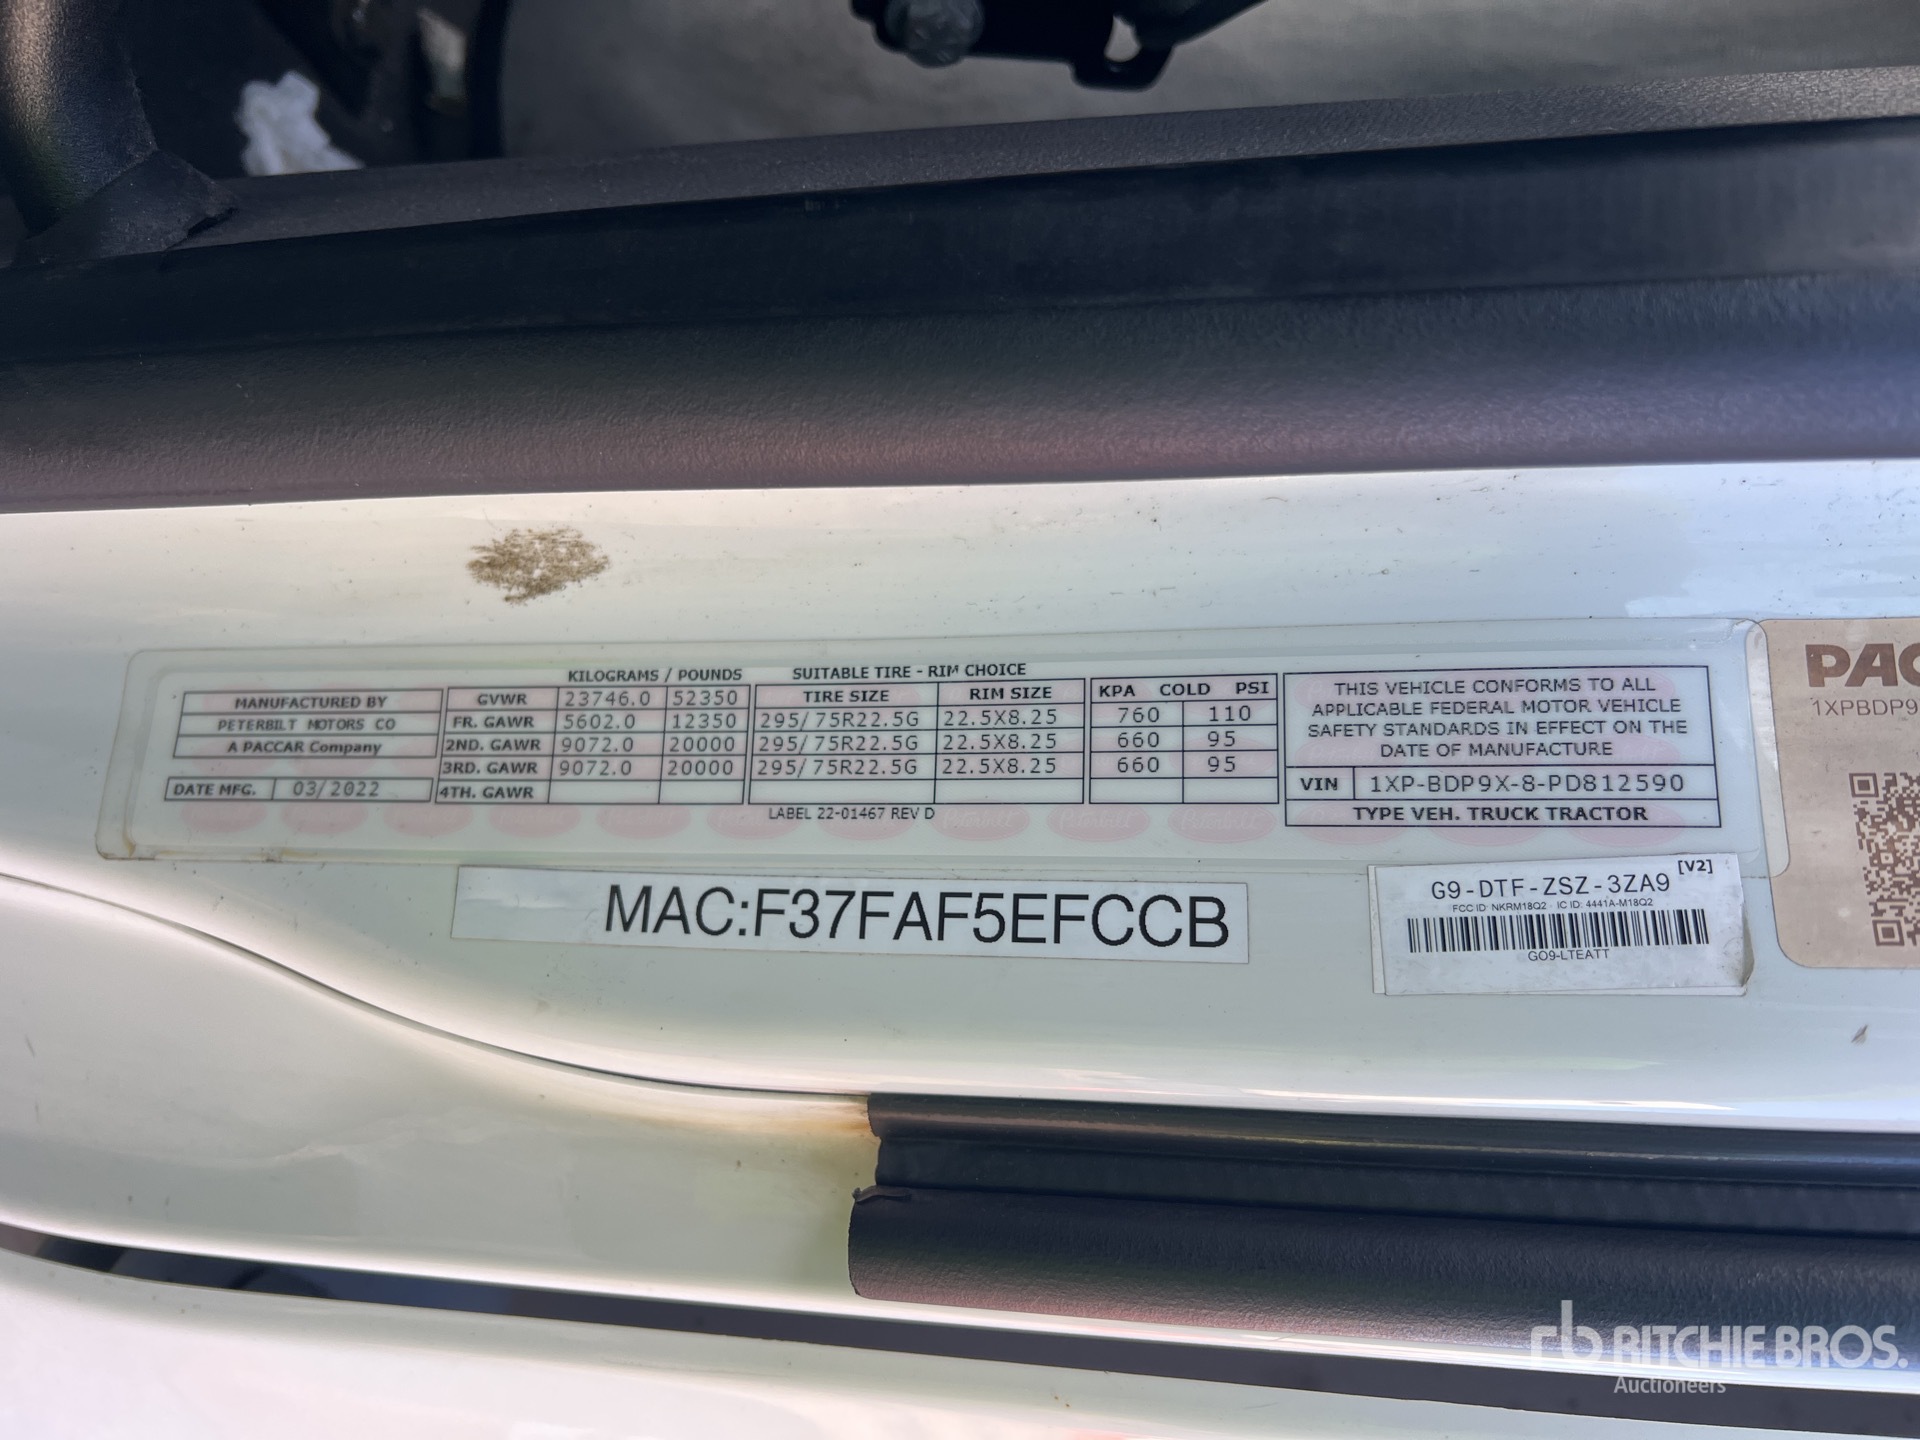 KILOGRAMS / POUNDS SUITABLE TIRE - RIM CHOICE
MANUFACTURED BY
PETERBILT MOTORS CO
A PACCAR Company
DATE MFG. 03/2022
GVWR 23746.0 52350 TIRE SIZE RIM SIZE KPA COLD PSI
FR. GAWR 5602.0 12350 295/75R22.5G 22.5X8.25 760 110
2ND. GAWR 9072.0 20000 295/75R22.5G 22.5X8.25 660 95
3RD. GAWR 9072.0 20000 295/75R22.5G 22.5X8.25 660 95
4TH. GAWR
LABEL 22-01467 REV D
THIS VEHICLE CONFORMS TO ALL
APPLICABLE FEDERAL MOTOR VEHICLE
SAFETY STANDARDS IN EFFECT ON THE
DATE OF MANUFACTURE
VIN 1XP-BDP9X-8-PD812590
TYPE VEH. TRUCK TRACTOR
PAC
1XPBDP9
MAC:F37FAF5EFCCB
[V2]
G9-DTF-ZSZ-3ZA9
FCC ID: NKRM18Q2 · IC ID: 4441A-M18Q2
GO9-LTEATT
rb RITCHIE BROS.
Auctioneers